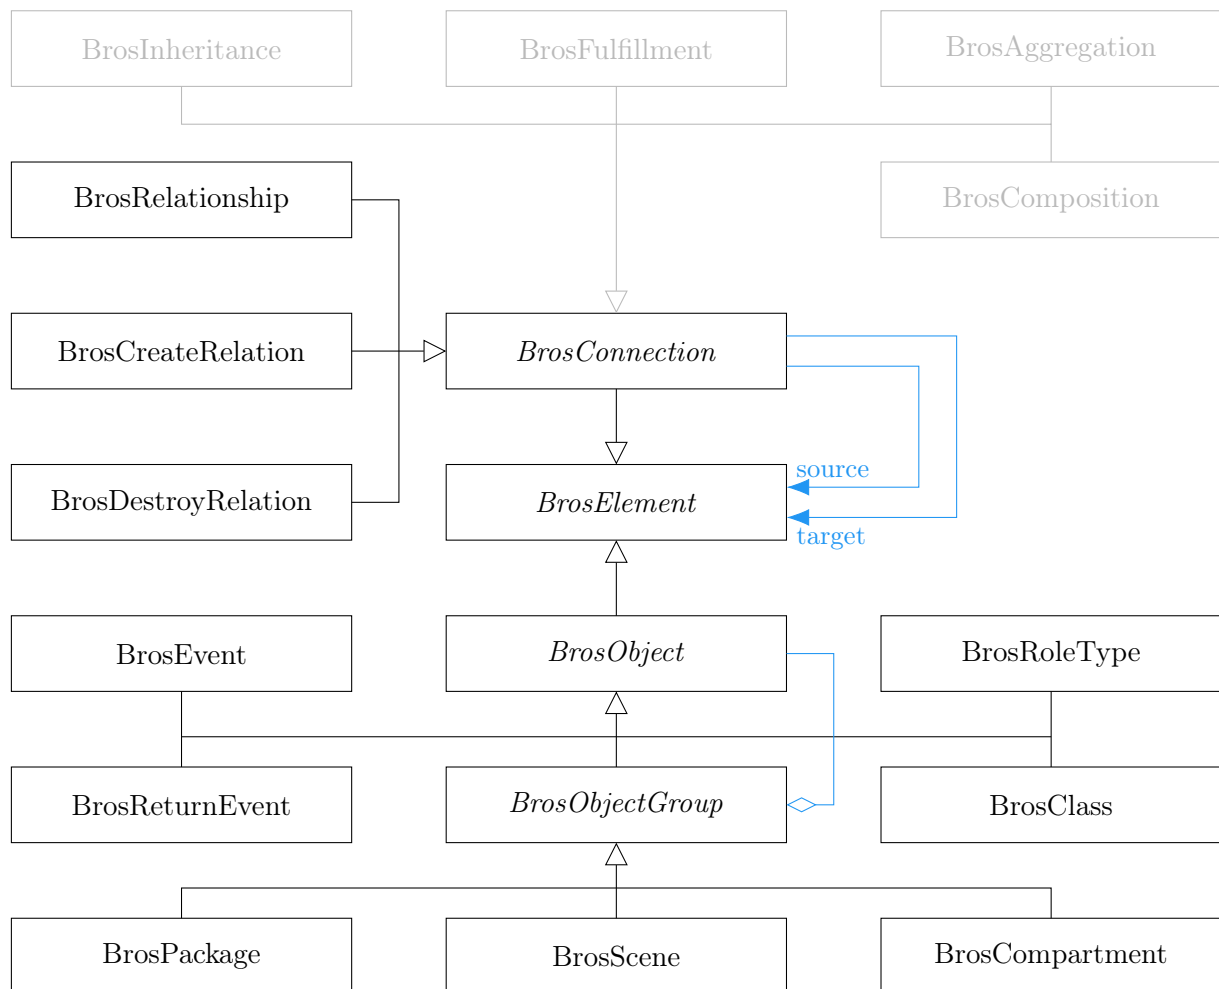 BrosInheritance
BrosFulfillment
BrosAggregation
BrosRelationship
BrosComposition
BrosCreateRelation
BrosConnection
BrosDestroyRelation
BrosElement
source
target
BrosEvent
BrosObject
BrosRoleType
BrosReturnEvent
BrosObjectGroup
BrosClass
BrosPackage
BrosScene
BrosCompartment